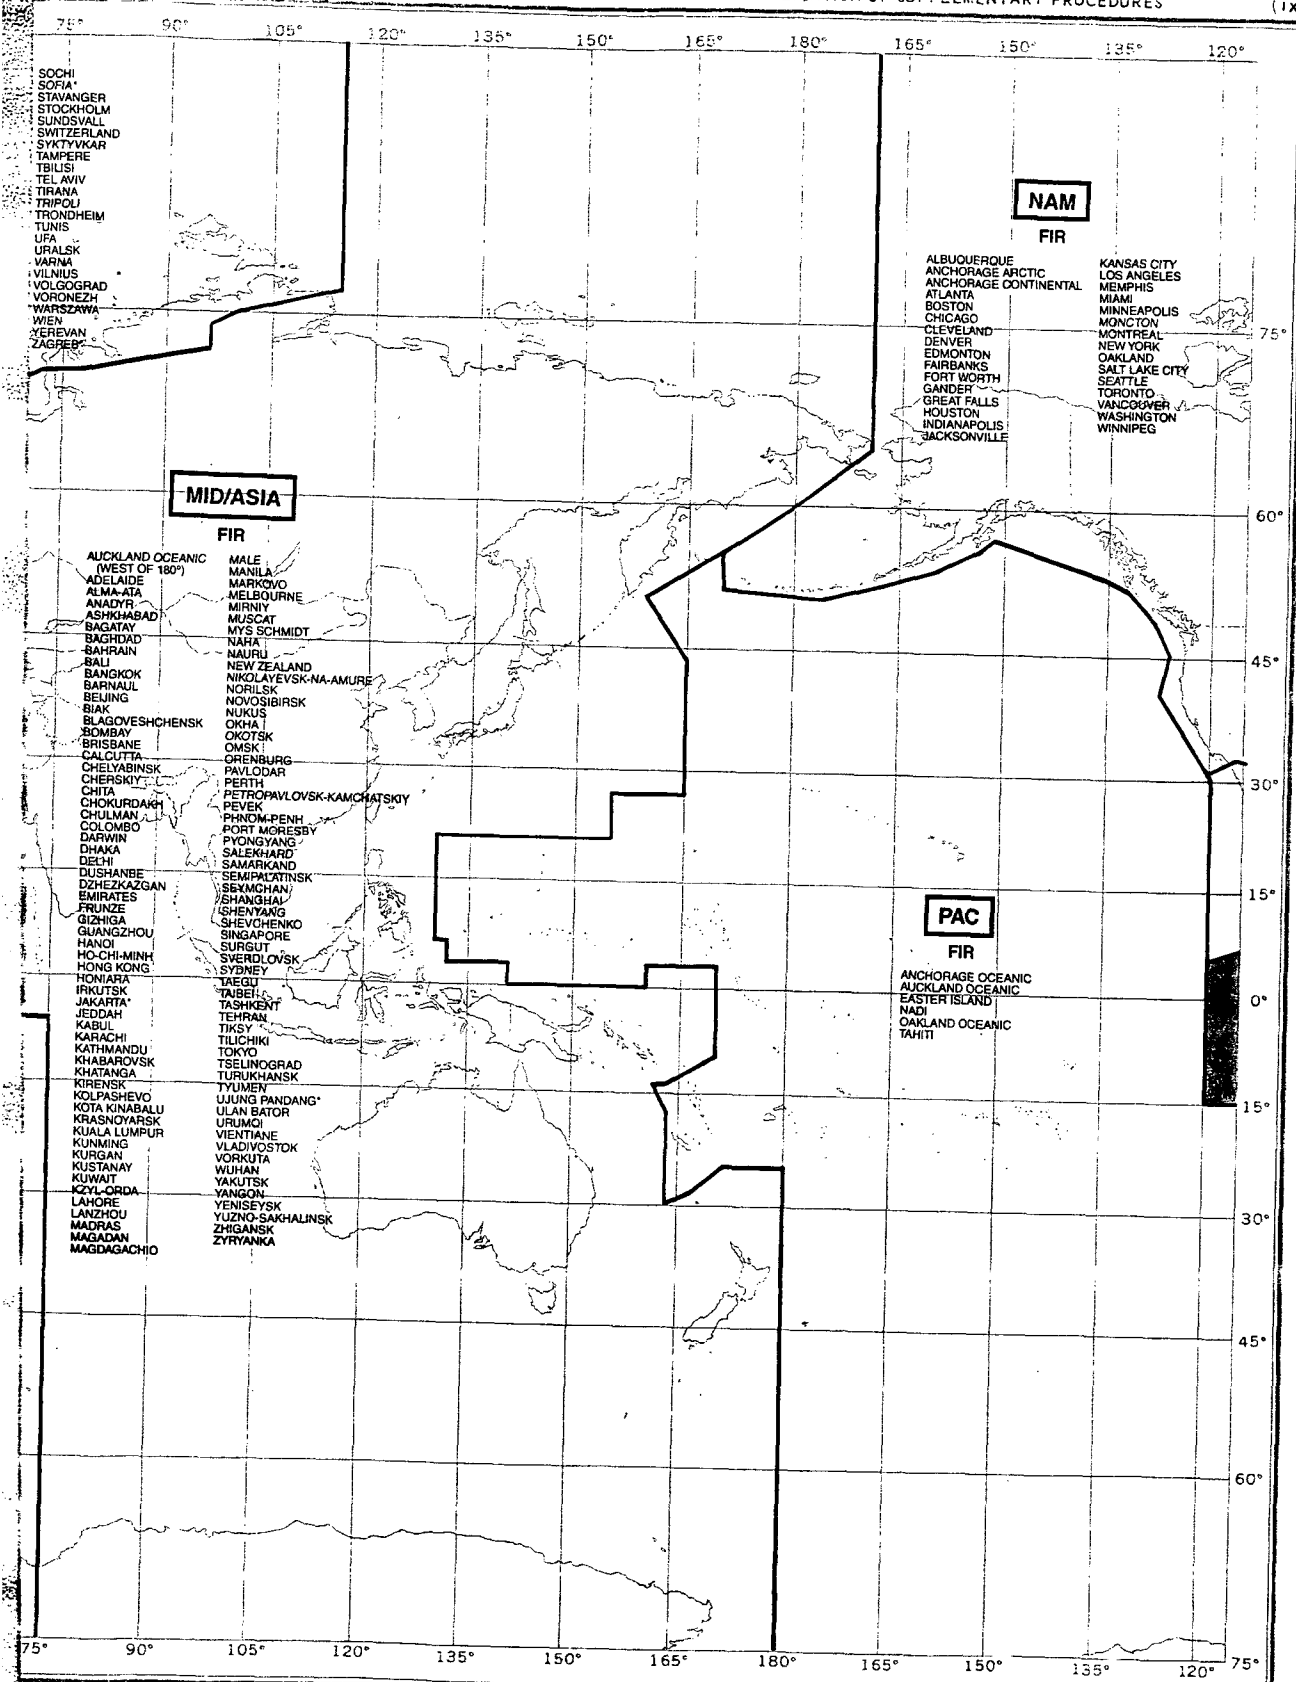 SUPPLEMENTARY PROCEDURES
75° 90° 105° 120° 135° 150° 165° 180° 165° 150° 135° 120°
SOCHI
SOFIA*
STAVANGER
STOCKHOLM
SUNDSVALL
SWITZERLAND
SYKTYVKAR
TAMPERE
TBILISI
TEL AVIV
TIRANA
TRIPOLI
TRONDHEIM
TUNIS
UFA
URALSK
VARNA
VILNIUS
VOLGOGRAD
VORONEZH
WARSZAWA
WIEN
YEREVAN
ZAGREB*
NAM
FIR
ALBUQUERQUE
ANCHORAGE ARCTIC
ANCHORAGE CONTINENTAL
ATLANTA
BOSTON
CHICAGO
CLEVELAND
DENVER
EDMONTON
FAIRBANKS
FORT WORTH
GANDER
GREAT FALLS
HOUSTON
INDIANAPOLIS
JACKSONVILLE
KANSAS CITY
LOS ANGELES
MEMPHIS
MIAMI
MINNEAPOLIS
MONCTON
MONTREAL
NEW YORK
OAKLAND
SALT LAKE CITY
SEATTLE
TORONTO
VANCOUVER
WASHINGTON
WINNIPEG
75°
60°
45°
30°
15°
0°
15°
30°
45°
60°
MID/ASIA
FIR
AUCKLAND OCEANIC
(WEST OF 180°)
ADELAIDE
ALMA-ATA
ANADYR
ASHKHABAD
BAGATAY
BAGHDAD
BAHRAIN
BALI
BANGKOK
BARNAUL
BEIJING
BIAK
BLAGOVESHCHENSK
BOMBAY
BRISBANE
CALCUTTA
CHELYABINSK
CHERSKIY
CHITA
CHOKURDAKH
CHULMAN
COLOMBO
DARWIN
DHAKA
DELHI
DUSHANBE
DZHEZKAZGAN
EMIRATES
FRUNZE
GIZHIGA
GUANGZHOU
HANOI
HO-CHI-MINH
HONG KONG
HONIARA
IRKUTSK
JAKARTA*
JEDDAH
KABUL
KARACHI
KATHMANDU
KHABAROVSK
KHATANGA
KIRENSK
KOLPASHEVO
KOTA KINABALU
KRASNOYARSK
KUALA LUMPUR
KUNMING
KURGAN
KUSTANAY
KUWAIT
KZYL-ORDA
LAHORE
LANZHOU
MADRAS
MAGADAN
MAGDAGACHIO
MALE
MANILA
MARKOVO
MELBOURNE
MIRNIY
MUSCAT
MYS SCHMIDT
NAHA
NAURU
NEW ZEALAND
NIKOLAYEVSK-NA-AMURE
NORILSK
NOVOSIBIRSK
NUKUS
OKHA
OKOTSK
OMSK
ORENBURG
PAVLODAR
PERTH
PETROPAVLOVSK-KAMCHATSKIY
PEVEK
PHNOM-PENH
PORT MORESBY
PYONGYANG
SALEKHARD
SAMARKAND
SEMIPALATINSK
SEYMCHAN
SHANGHAI
SHENYANG
SHEVCHENKO
SINGAPORE
SURGUT
SVERDLOVSK
SYDNEY
TAEGU
TAIBEI
TASHKENT
TEHRAN
TIKSY
TILICHIKI
TOKYO
TSELINOGRAD
TURUKHANSK
TYUMEN
UJUNG PANDANG*
ULAN BATOR
URUMQI
VIENTIANE
VLADIVOSTOK
VORKUTA
WUHAN
YAKUTSK
YANGON
YENISEYSK
YUZNO-SAKHALINSK
ZHIGANSK
ZYRYANKA
PAC
FIR
ANCHORAGE OCEANIC
AUCKLAND OCEANIC
EASTER ISLAND
NADI
OAKLAND OCEANIC
TAHITI
75° 90° 105° 120° 135° 150° 165° 180° 165° 150° 135° 120° 75°